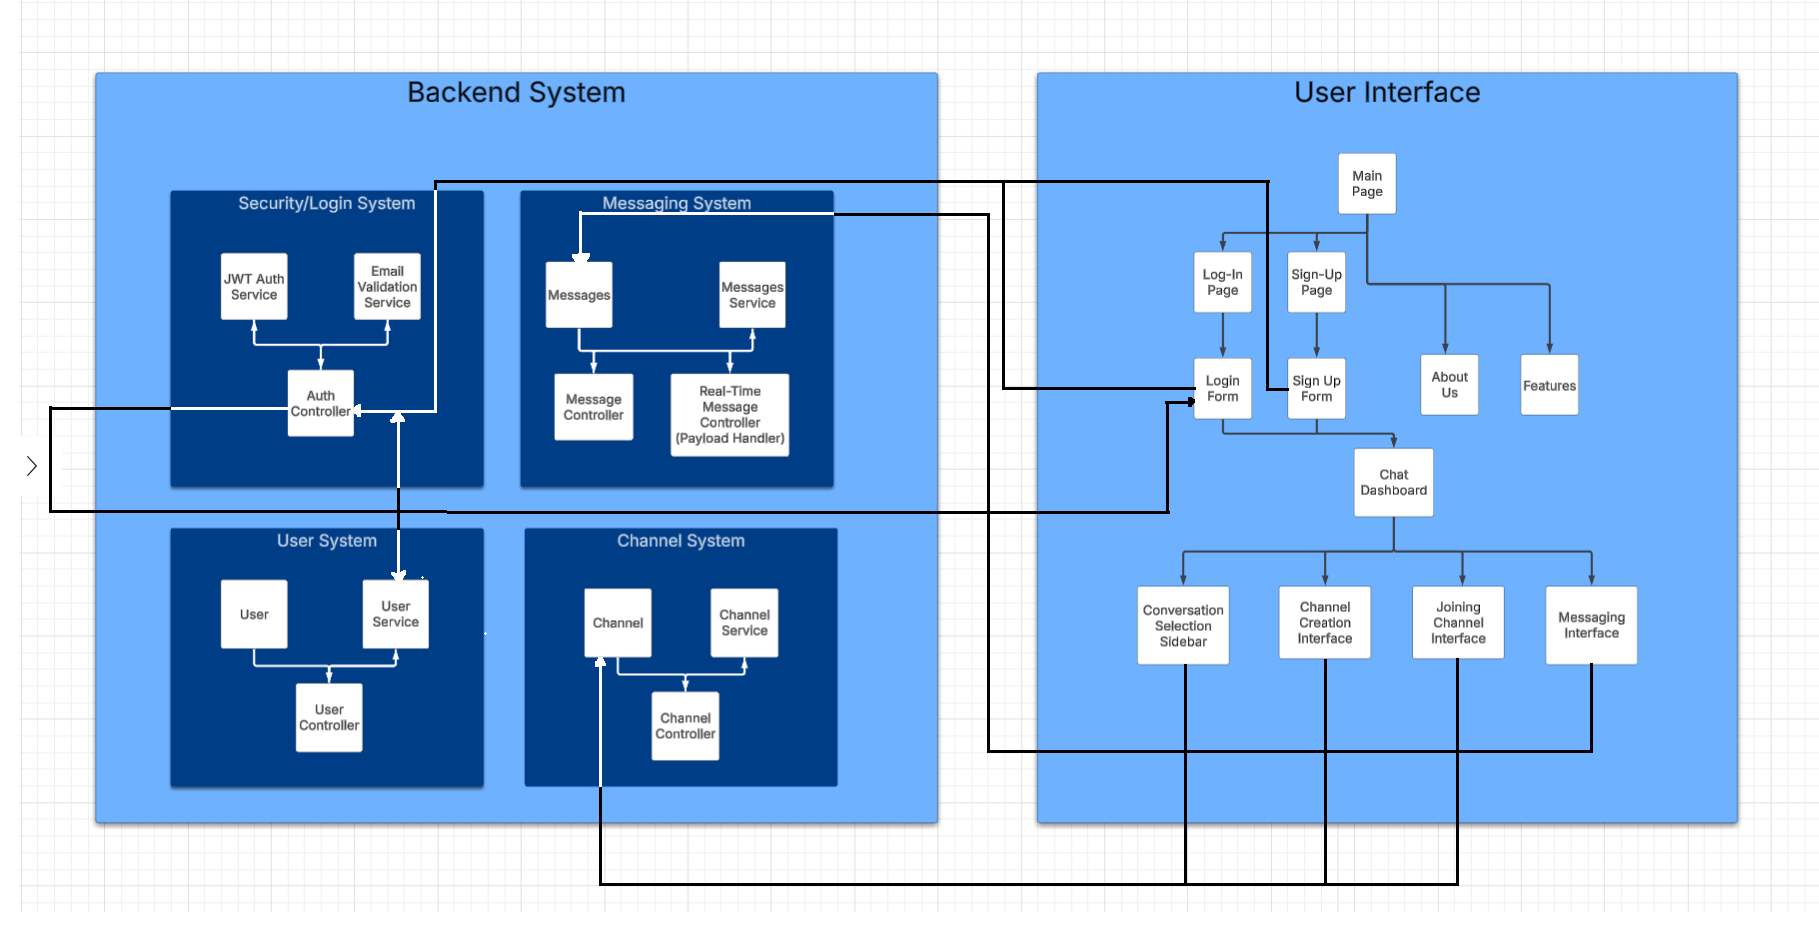 Backend System
Security/Login System
JWT Auth
Service
Email
Validation
Service
Auth
Controller
Messaging System
Messages
Messages
Service
Message
Controller
Real-Time
Message
Controller
(Payload Handler)
User System
User
User
Service
User
Controller
Channel System
Channel
Channel
Service
Channel
Controller
User Interface
Main
Page
Log-In
Page
Sign-Up
Page
Login
Form
Sign Up
Form
About
Us
Features
Chat
Dashboard
Conversation
Selection
Sidebar
Channel
Creation
Interface
Joining
Channel
Interface
Messaging
Interface